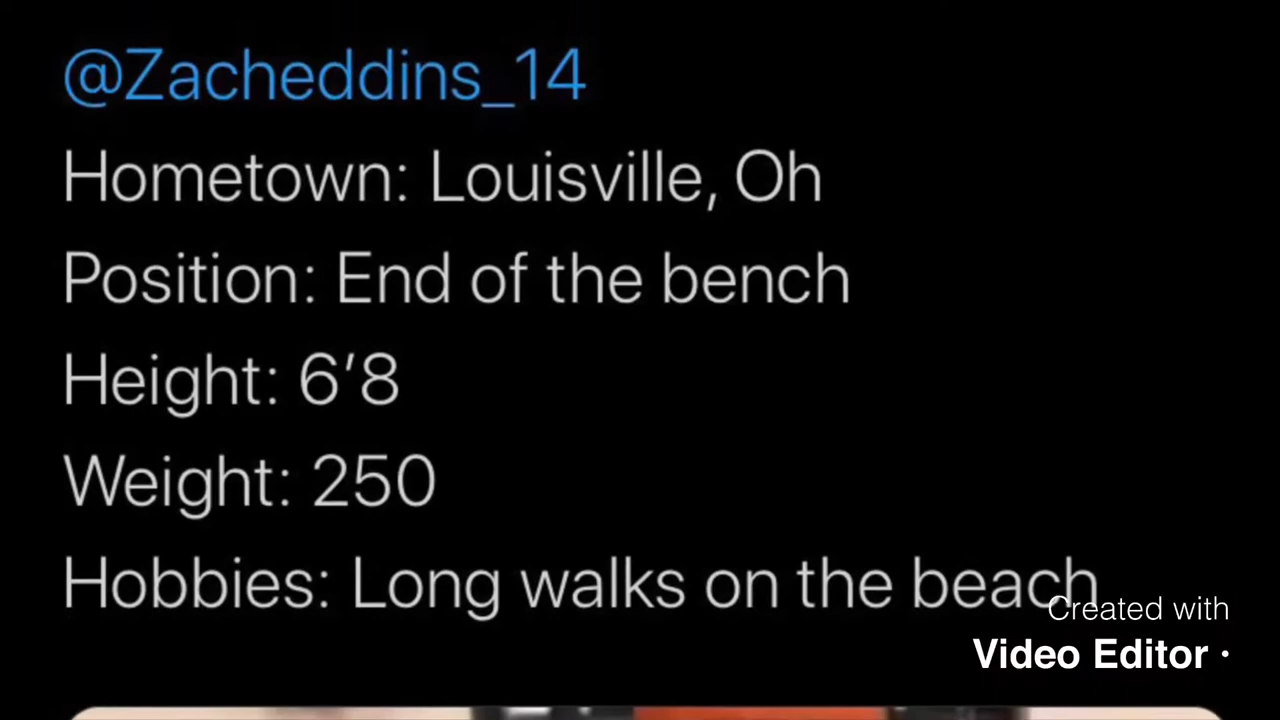 @Zacheddins_14
Hometown: Louisville, Oh
Position: End of the bench
Height: 6'8
Weight: 250
Hobbies: Long walks on the beach
Created with
Video Editor ·